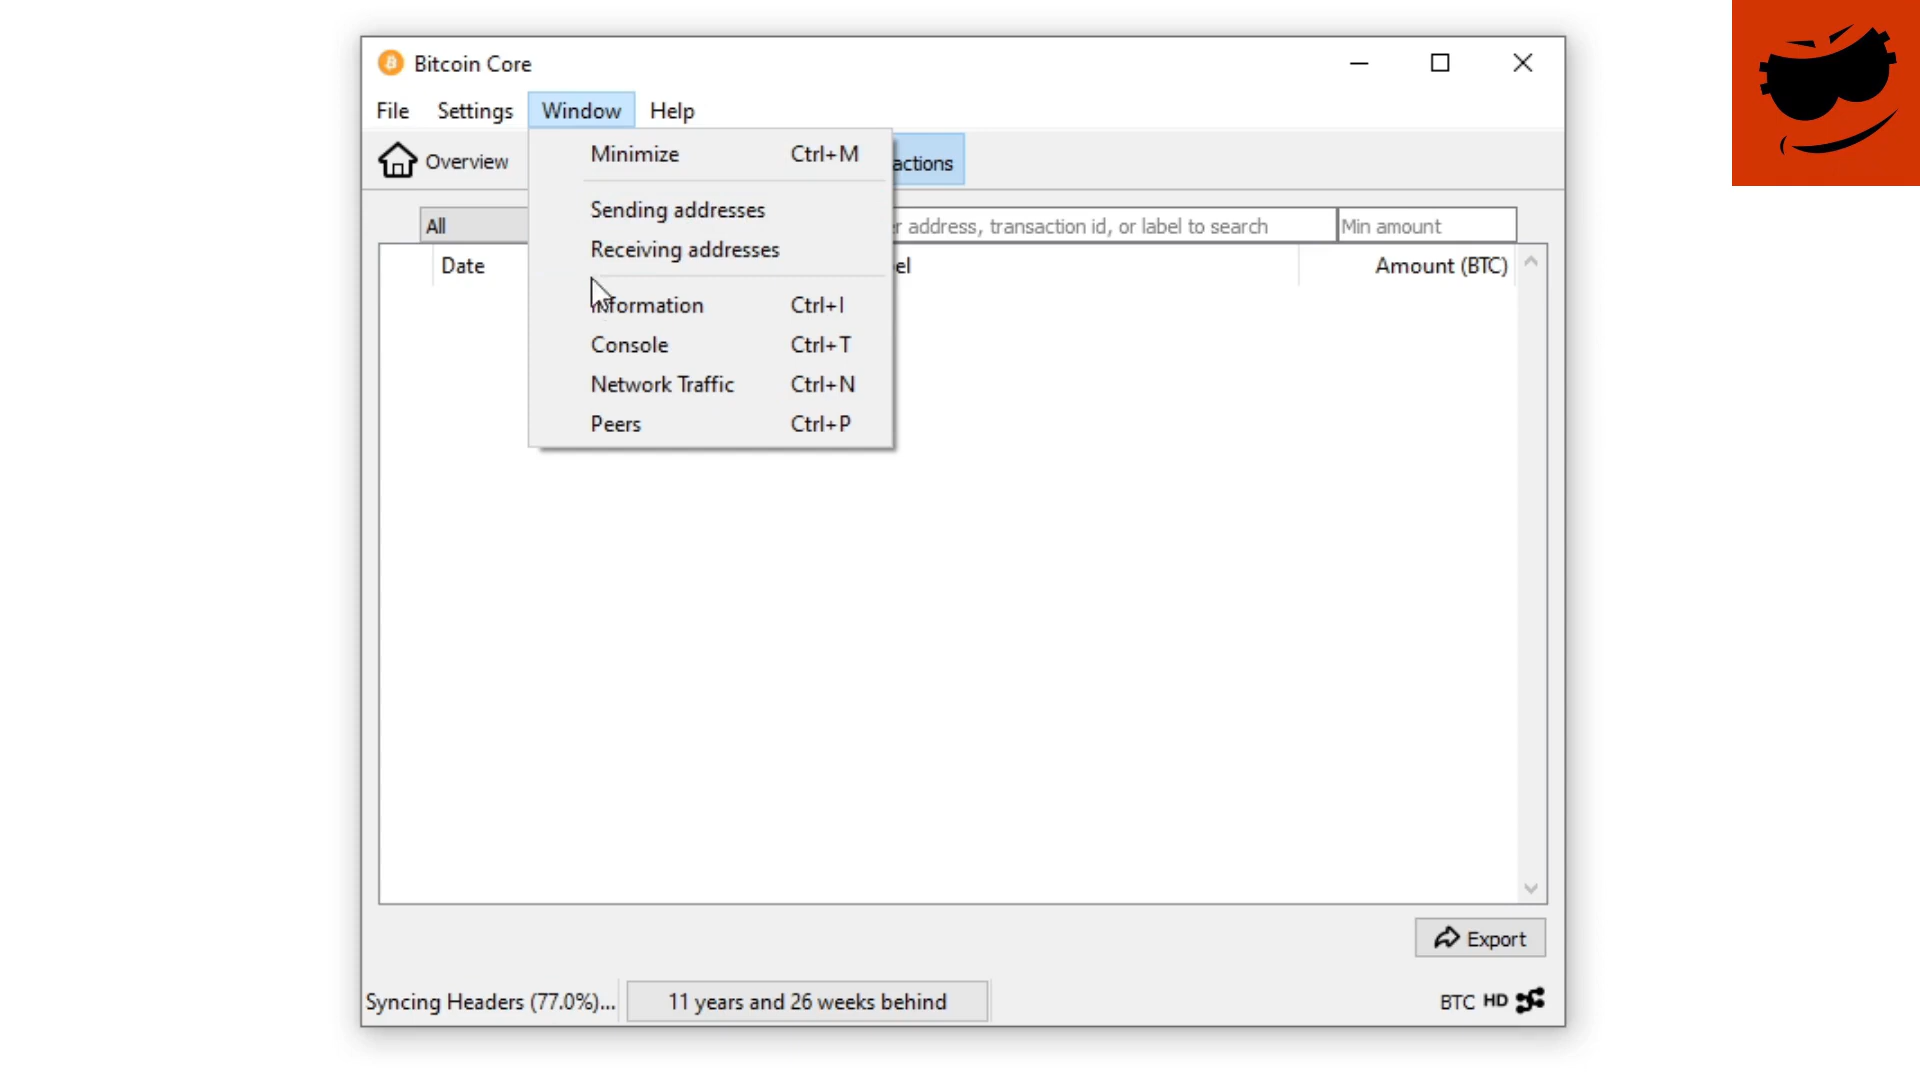 Bitcoin Core
File Settings Window Help
Overview
actions
Minimize Ctrl+M
Sending addresses
Receiving addresses
Information Ctrl+I
Console Ctrl+T
Network Traffic Ctrl+N
Peers Ctrl+P
All
r address, transaction id, or label to search
Min amount
Date
el
Amount (BTC)
Export
Syncing Headers (77.0%)...
11 years and 26 weeks behind
BTC HD